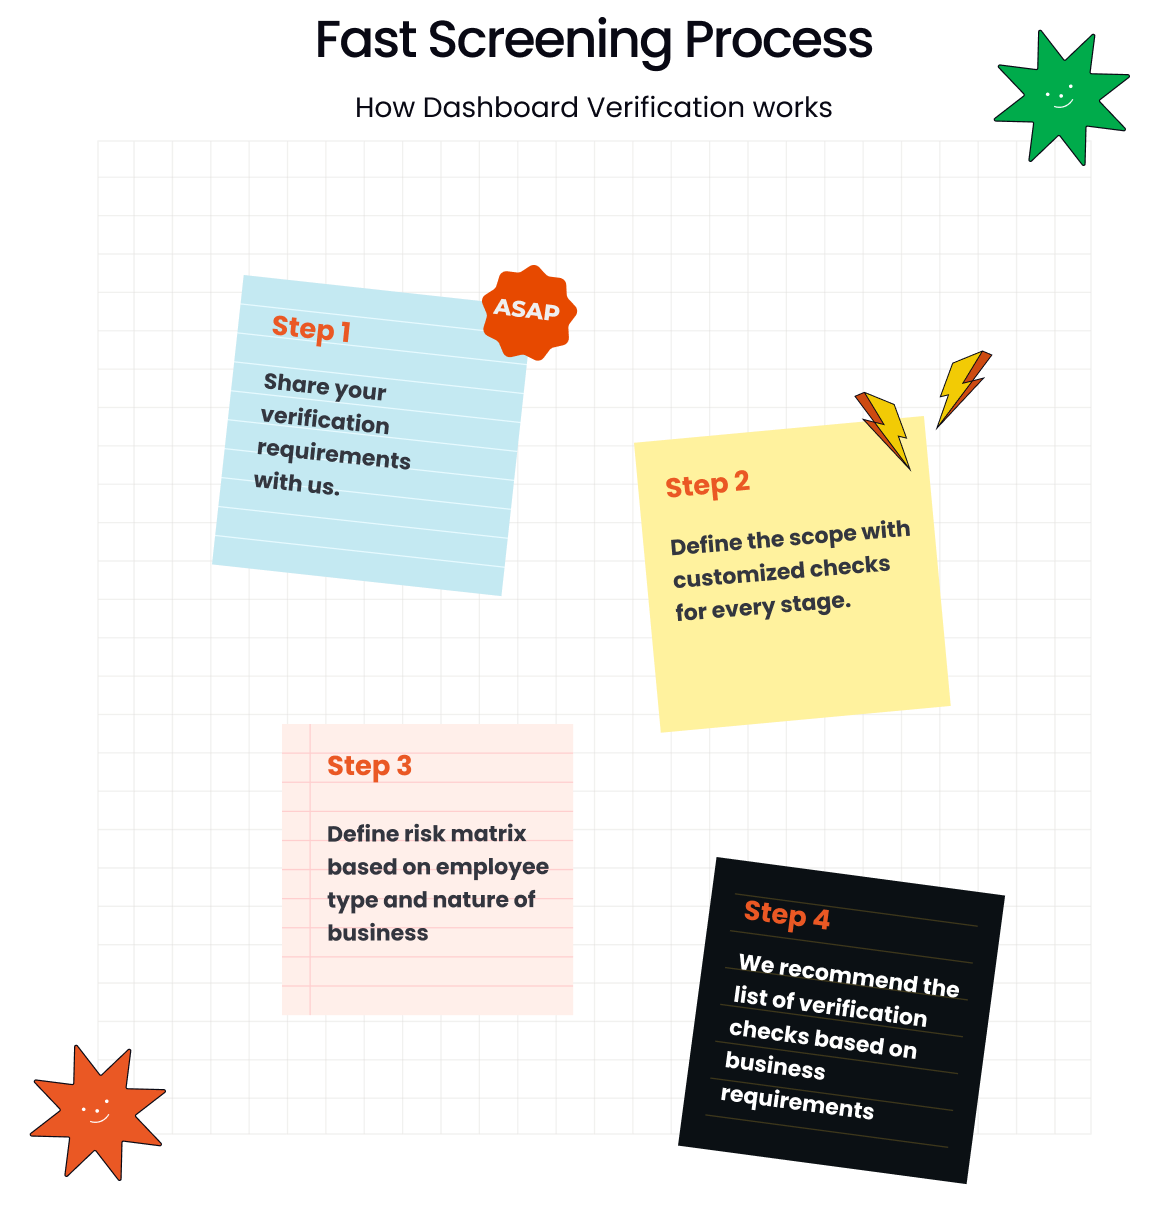 Fast Screening Process
How Dashboard Verification works
ASAP
Step 1
Share your
verification
requirements
with us.
Step 2
Define the scope with
customized checks
for every stage.
Step 3
Define risk matrix
based on employee
type and nature of
business
Step 4
We recommend the
list of verification
checks based on
business
requirements